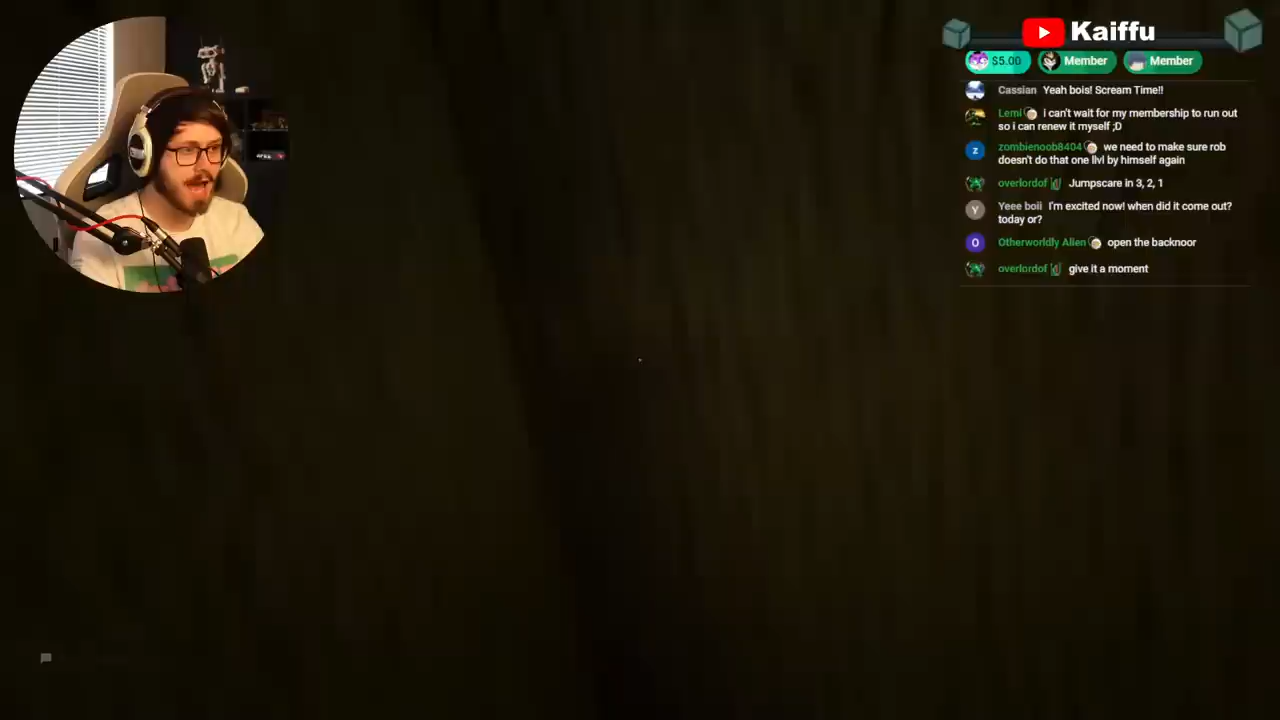 Kaiffu
$5.00 Member Member
Cassian Yeah bois! Scream Time!!
Leml i can't wait for my membership to run out
so i can renew it myself ;D
z zombienoob8404 we need to make sure rob
doesn't do that one llvl by himself again
overlordof Jumpscare in 3, 2, 1
Y Yeee boii I'm excited now! when did it come out?
today or?
O Otherworldly Alien open the backnoor
overlordof give it a moment